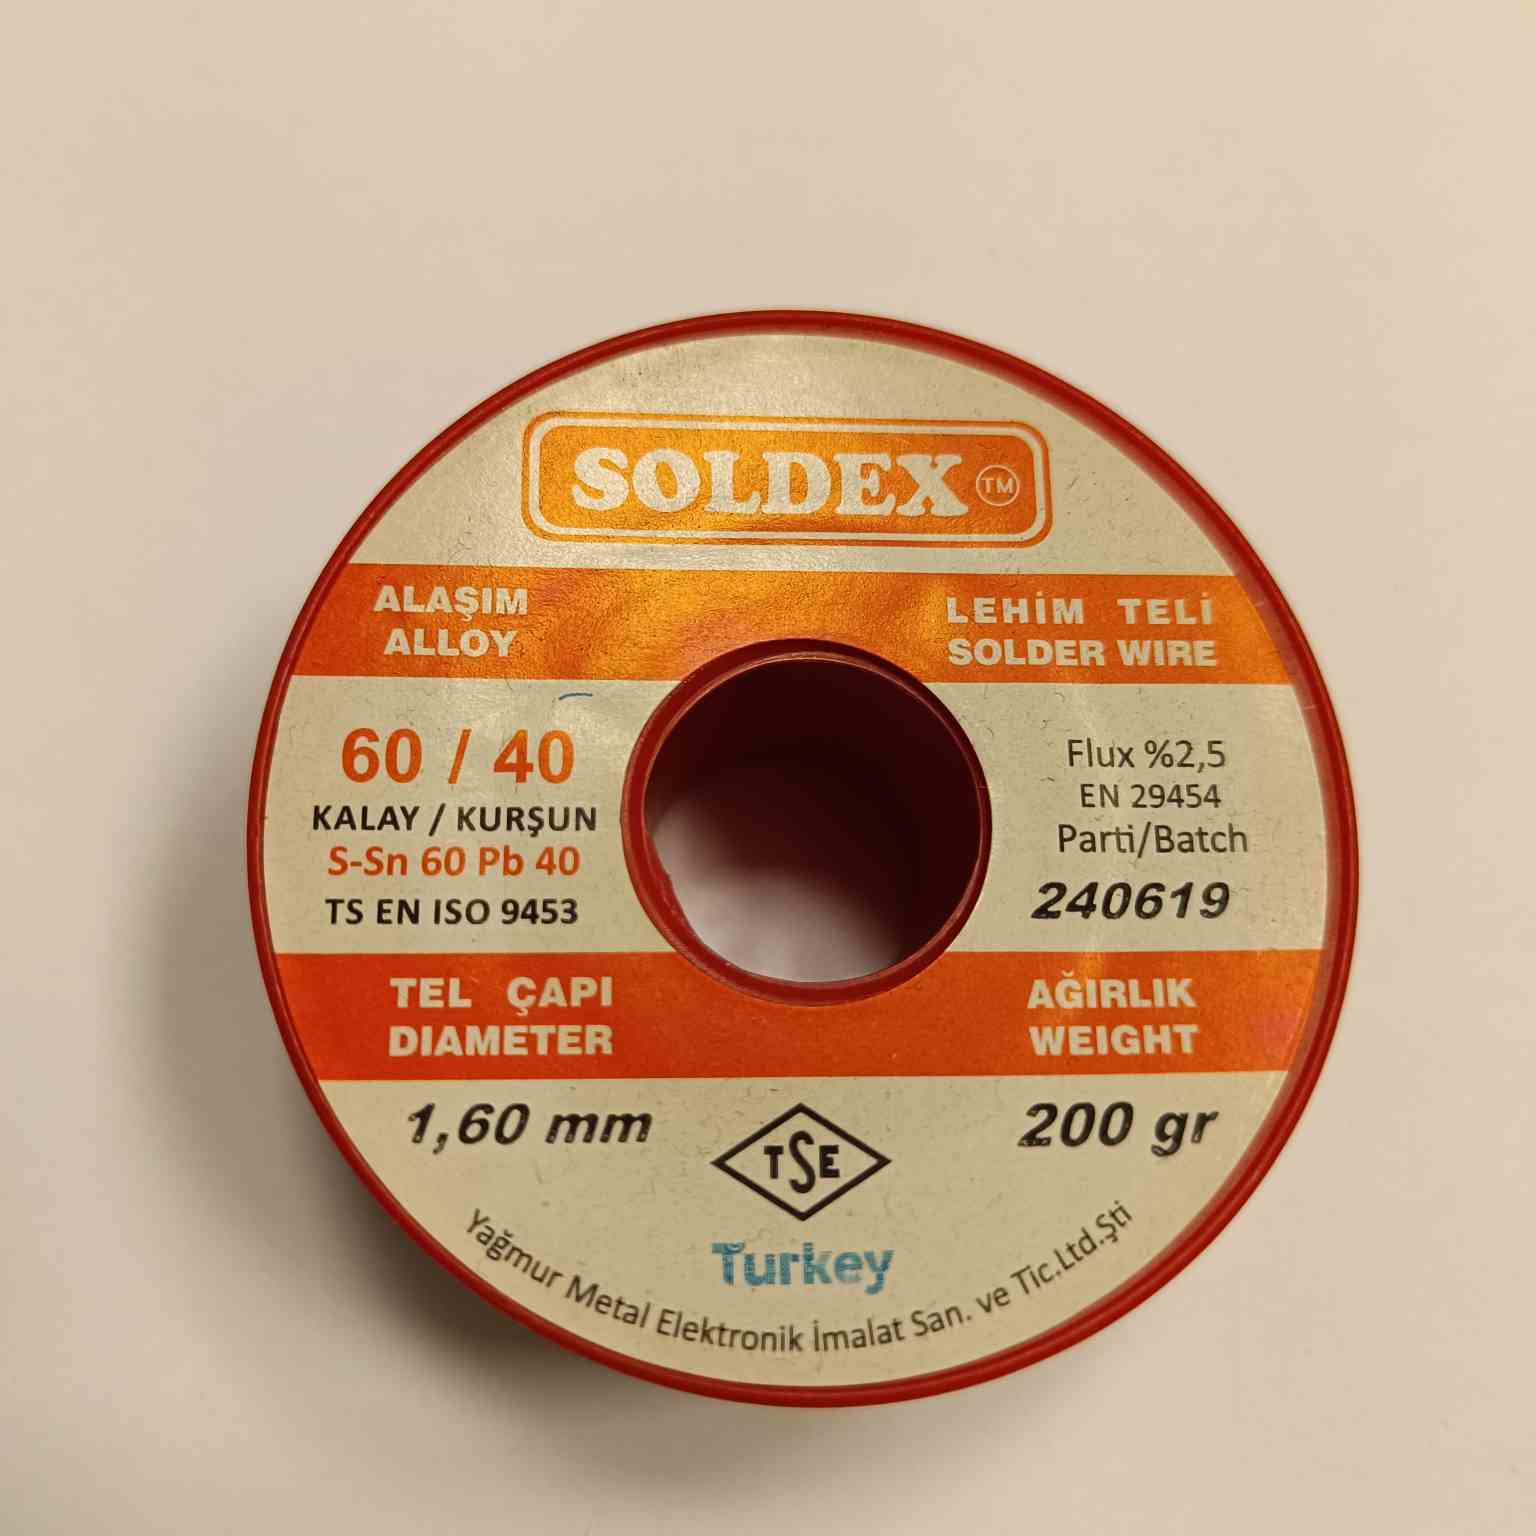 SOLDEX TM
ALAŞIM
ALLOY
LEHİM TELİ
SOLDER WIRE
60 / 40
KALAY / KURŞUN
S-Sn 60 Pb 40
TS EN ISO 9453
Flux %2,5
EN 29454
Parti/Batch
240619
TEL ÇAPI
DIAMETER
1,60 mm
AĞIRLIK
WEIGHT
200 gr
TSE
Turkey
Yağmur Metal Elektronik İmalat San. ve Tic.Ltd.Şti